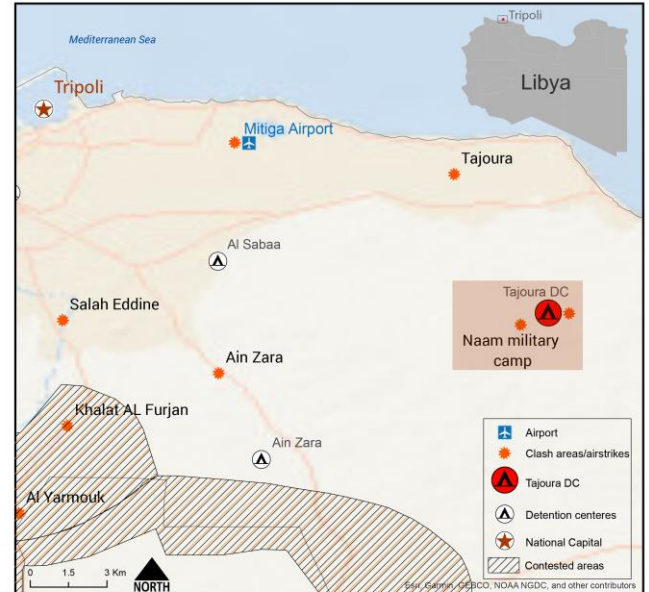 Tripoli
Mediterranean Sea
Libya
Tripoli
Mitiga Airport
Tajoura
Al Sabaa
Tajoura DC
Salah Eddine
Naam military
camp
Ain Zara
Khalat AL Furjan
Ain Zara
Airport
Clash areas/airstrikes
Tajoura DC
Al Yarmouk
Detention centeres
National Capital
Contested areas
0 1.5 3 Km
NORTH
Esri, Garmin, GEBCO, NOAA NGDC, and other contributors